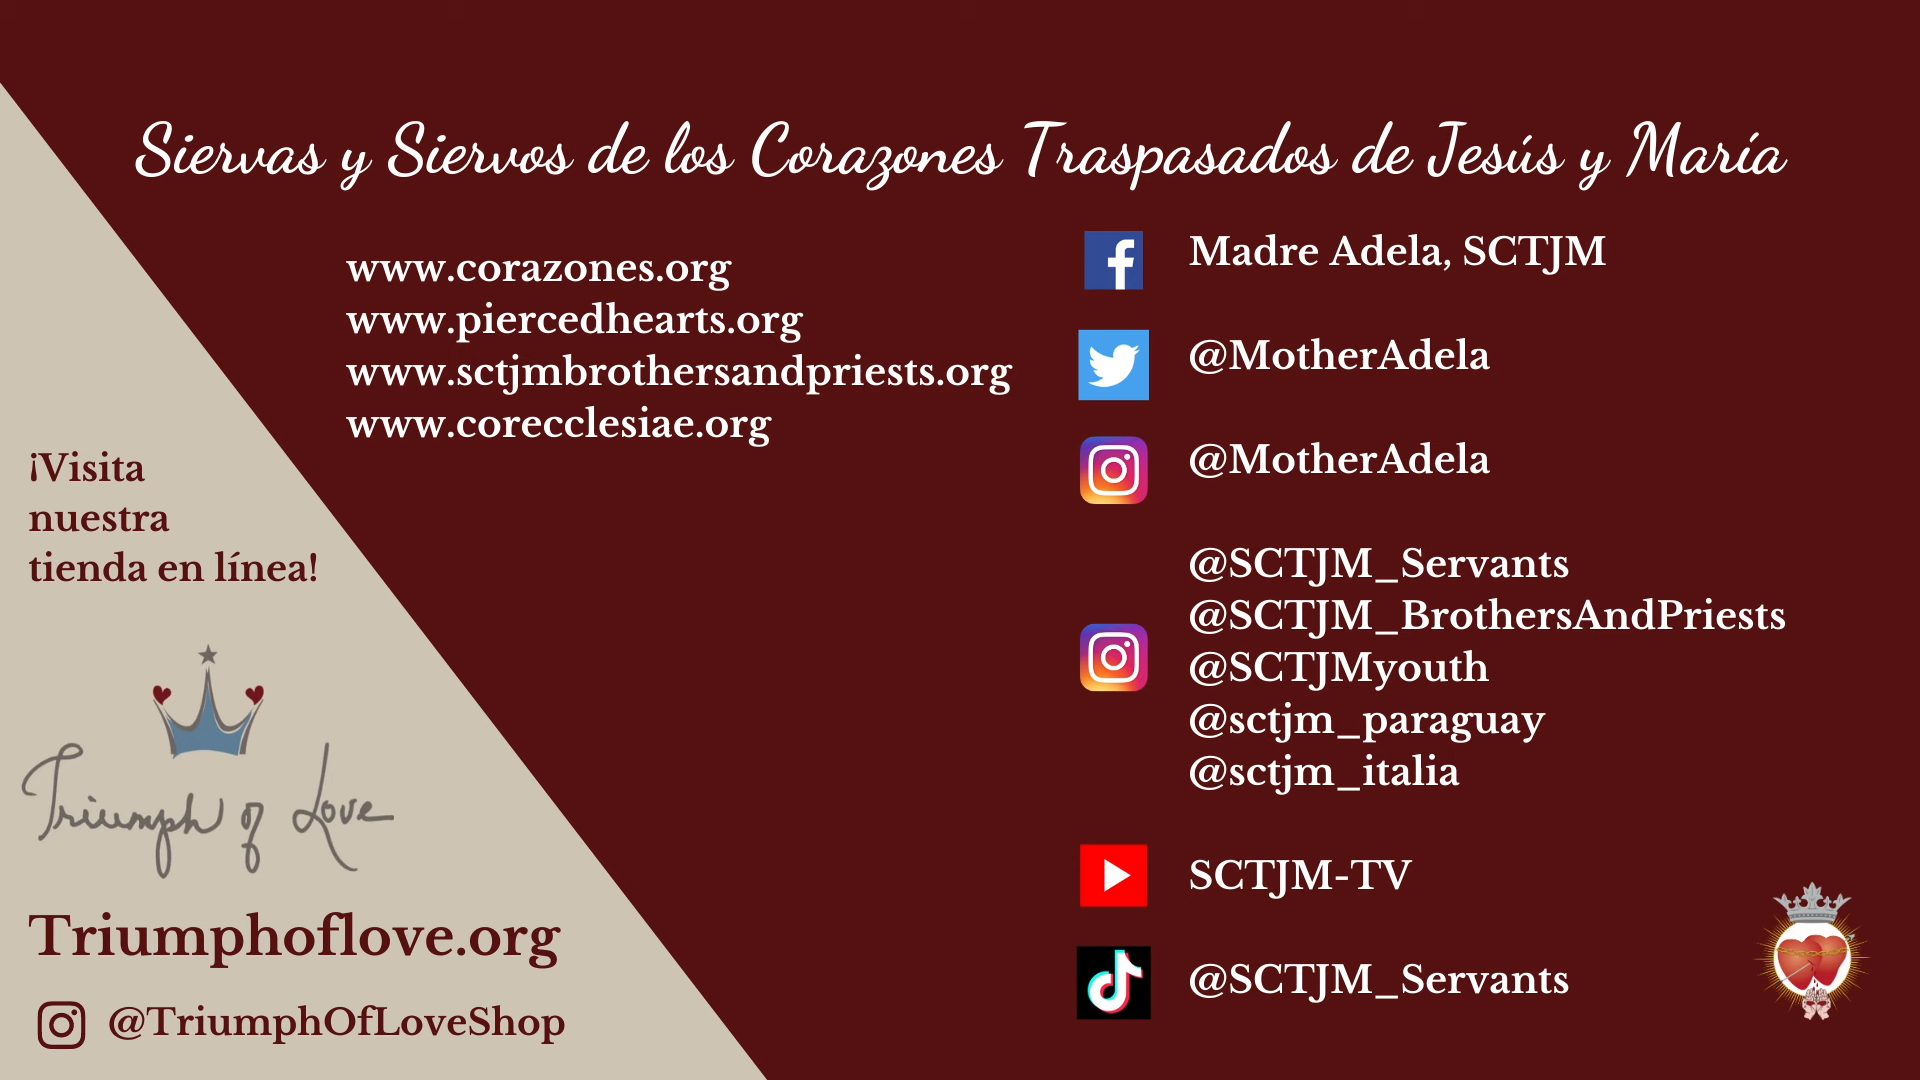 Siervas y Siervos de los Corazones Traspasados de Jesús y María
www.corazones.org
www.piercedhearts.org
www.sctjmbrothersandpriests.org
www.corecclesiae.org
Madre Adela, SCTJM
@MotherAdela
@MotherAdela
@SCTJM_Servants
@SCTJM_BrothersAndPriests
@SCTJMyouth
@sctjm_paraguay
@sctjm_italia
SCTJM-TV
@SCTJM_Servants
¡Visita
nuestra
tienda en línea!
Triumph of Love
Triumphoflove.org
@TriumphOfLoveShop